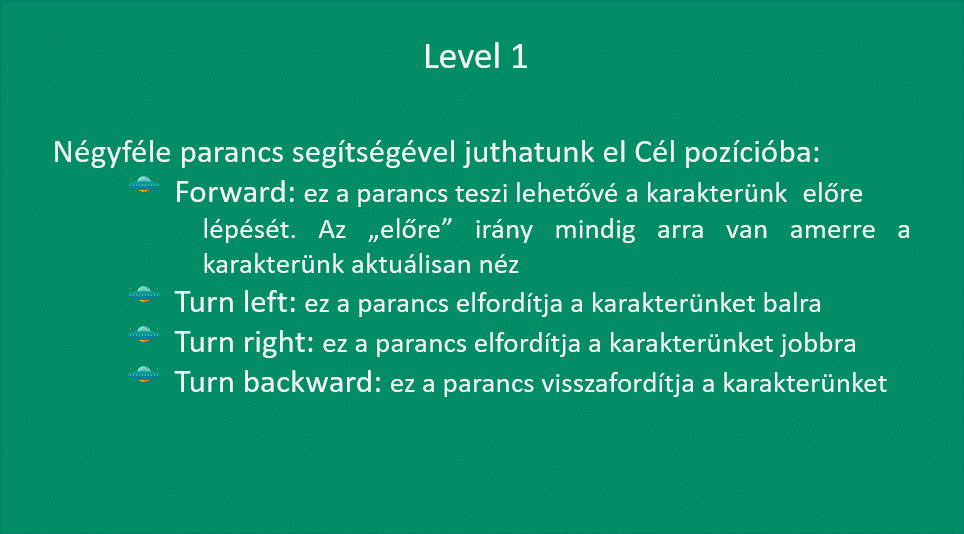 Level 1
Négyféle parancs segítségével juthatunk el Cél pozícióba:
Forward: ez a parancs teszi lehetővé a karakterünk előre
lépését. Az „előre” irány mindig arra van amerre a
karakterünk aktuálisan néz
Turn left: ez a parancs elfordítja a karakterünket balra
Turn right: ez a parancs elfordítja a karakterünket jobbra
Turn backward: ez a parancs visszafordítja a karakterünket